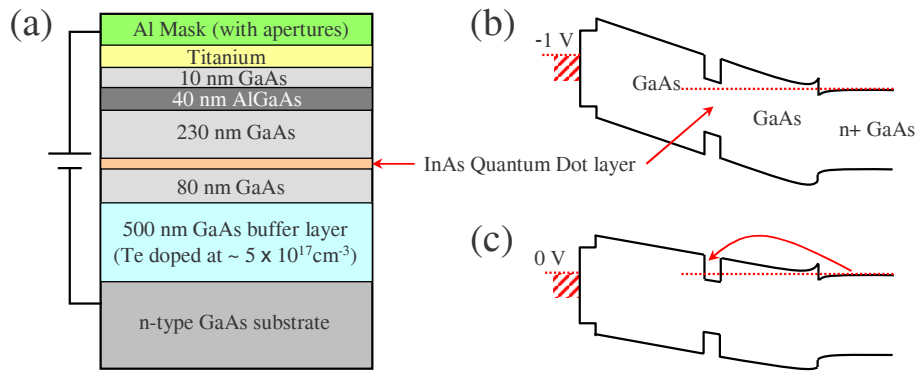 (a)
Al Mask (with apertures)
Titanium
10 nm GaAs
40 nm AlGaAs
230 nm GaAs
80 nm GaAs
500 nm GaAs buffer layer
(Te doped at ~ 5 x 10¹⁷cm⁻³)
n-type GaAs substrate
InAs Quantum Dot layer
(b)
-1 V
GaAs
GaAs
n+ GaAs
(c)
0 V